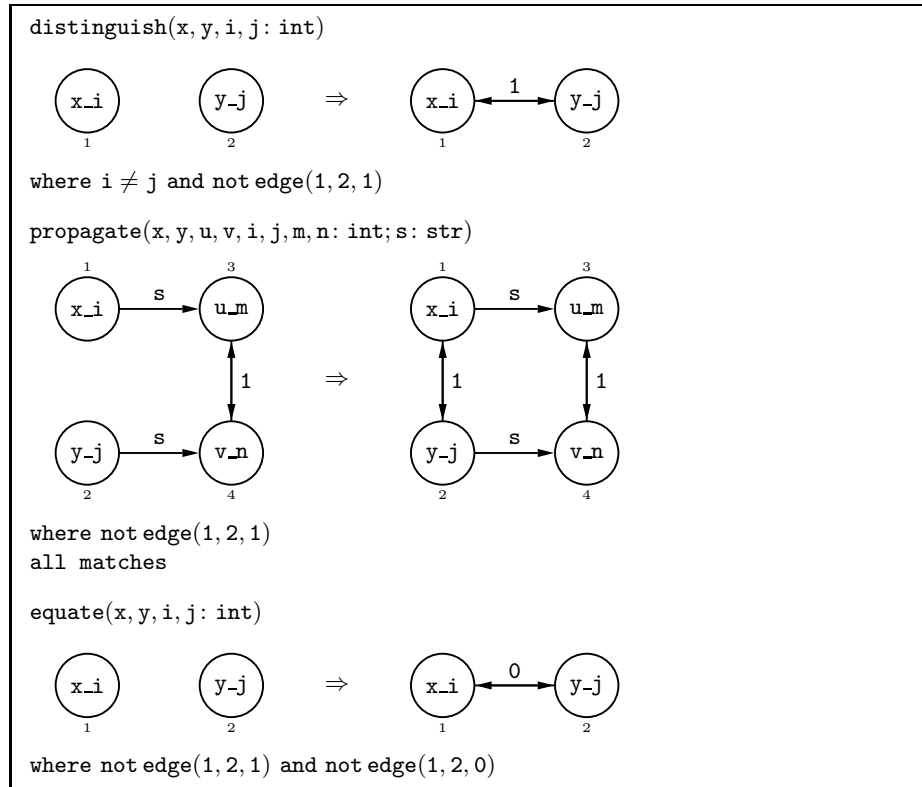 distinguish(x, y, i, j: int)
x_i y_j ⇒ x_i 1 y_j
1 2 1 2
where i ≠ j and not edge(1, 2, 1)
propagate(x, y, u, v, i, j, m, n: int; s: str)
1 3 1 3
x_i s u_m x_i s u_m
1 ⇒ 1 1
y_j s v_n y_j s v_n
2 4 2 4
where not edge(1, 2, 1)
all matches
equate(x, y, i, j: int)
x_i y_j ⇒ x_i 0 y_j
1 2 1 2
where not edge(1, 2, 1) and not edge(1, 2, 0)